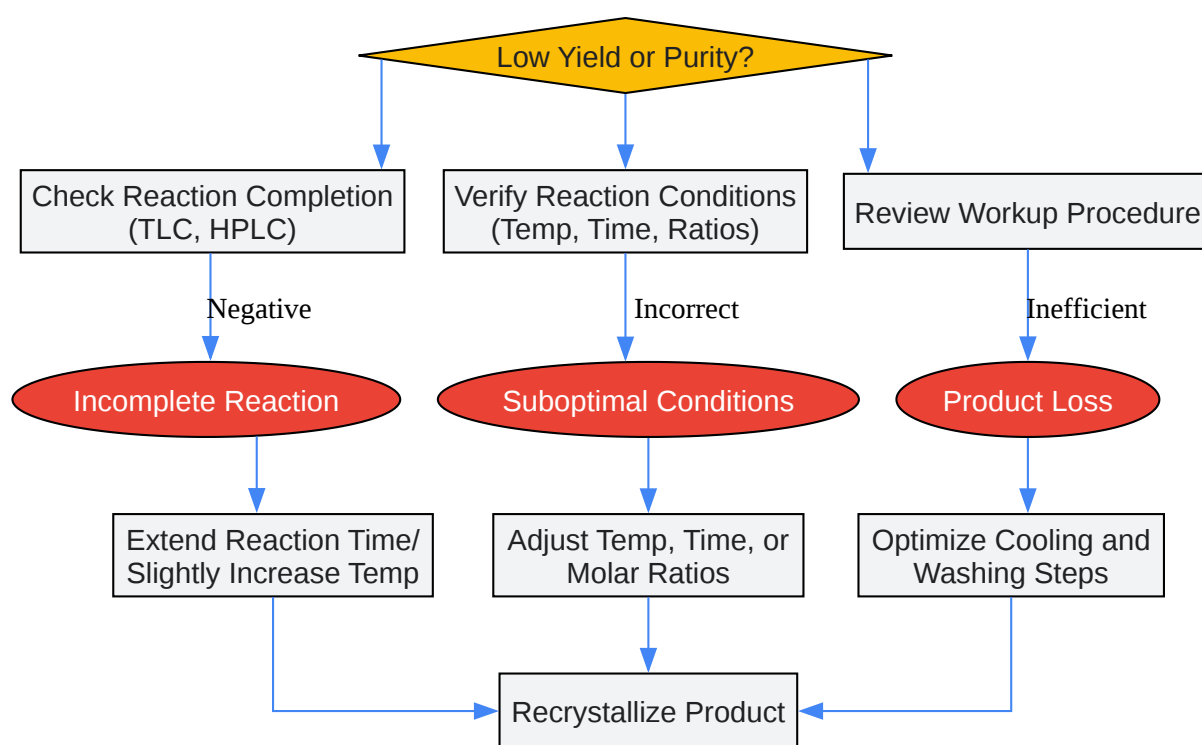 Low Yield or Purity?
Check Reaction Completion
(TLC, HPLC)
Verify Reaction Conditions
(Temp, Time, Ratios)
Review Workup Procedure
Negative
Incorrect
Inefficient
Incomplete Reaction
Suboptimal Conditions
Product Loss
Extend Reaction Time/
Slightly Increase Temp
Adjust Temp, Time, or
Molar Ratios
Optimize Cooling and
Washing Steps
Recrystallize Product